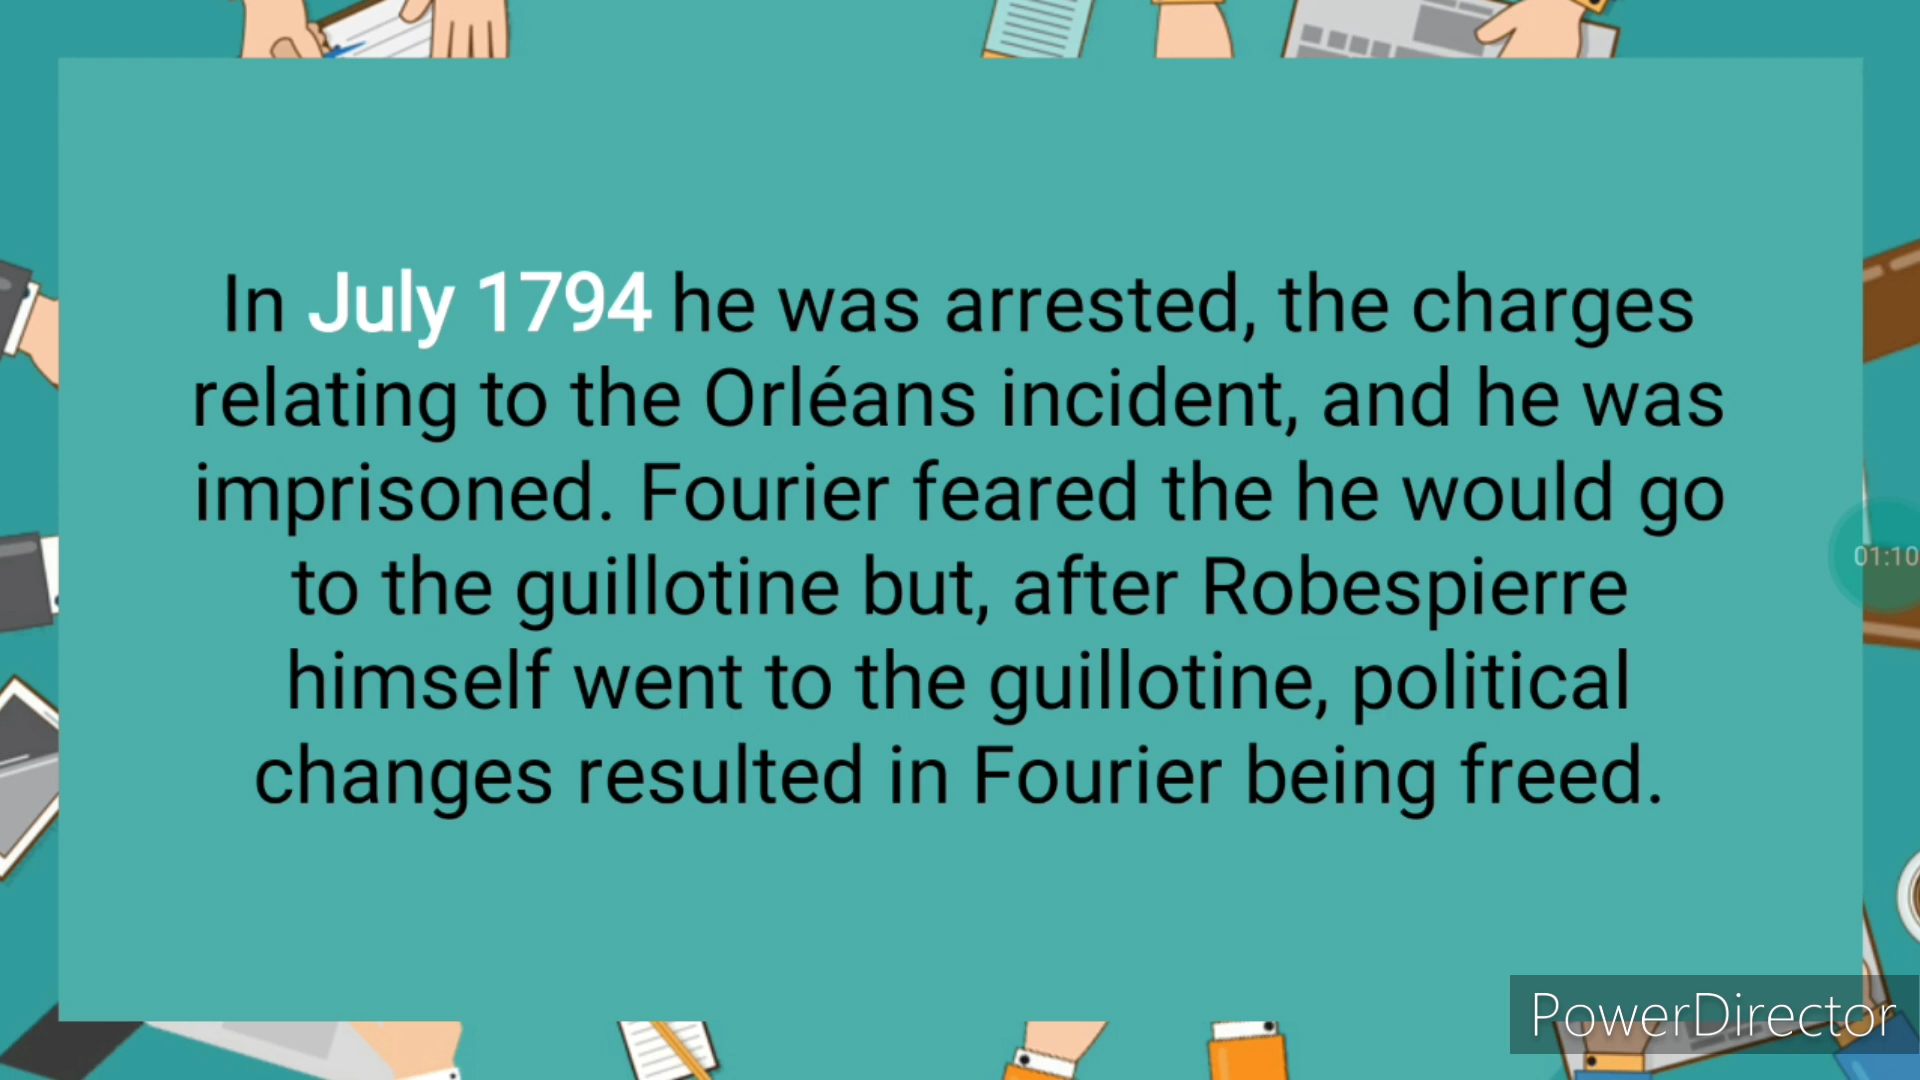 In July 1794 he was arrested, the charges
relating to the Orléans incident, and he was
imprisoned. Fourier feared the he would go
to the guillotine but, after Robespierre
himself went to the guillotine, political
changes resulted in Fourier being freed.
01:10
PowerDirector